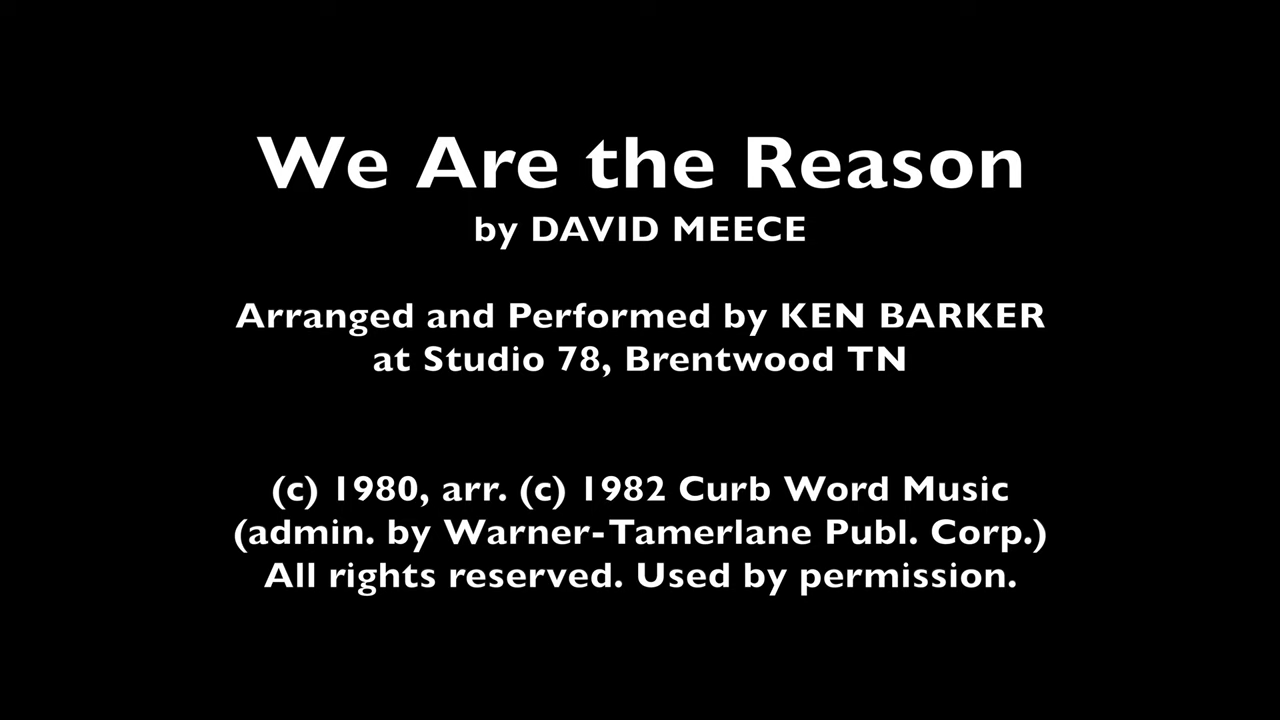 We Are the Reason
by DAVID MEECE
Arranged and Performed by KEN BARKER
at Studio 78, Brentwood TN
(c) 1980, arr. (c) 1982 Curb Word Music
(admin. by Warner-Tamerlane Publ. Corp.)
All rights reserved. Used by permission.